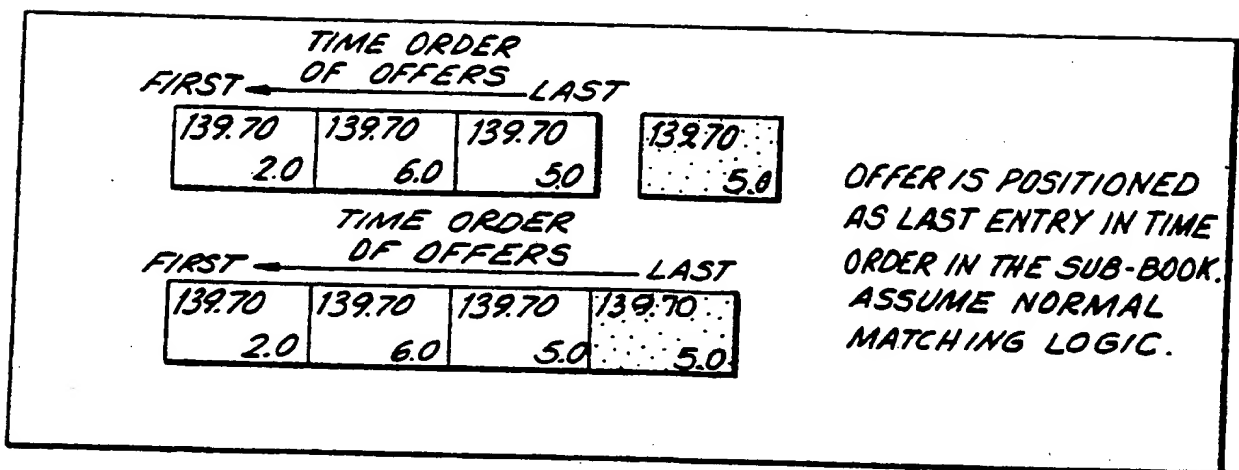 TIME ORDER
OF OFFERS
FIRST LAST
139.70 139.70 139.70 139.70
2.0 6.0 5.0 5.0
TIME ORDER
OF OFFERS
FIRST LAST
139.70 139.70 139.70 139.70
2.0 6.0 5.0 5.0
OFFER IS POSITIONED
AS LAST ENTRY IN TIME
ORDER IN THE SUB-BOOK.
ASSUME NORMAL
MATCHING LOGIC.